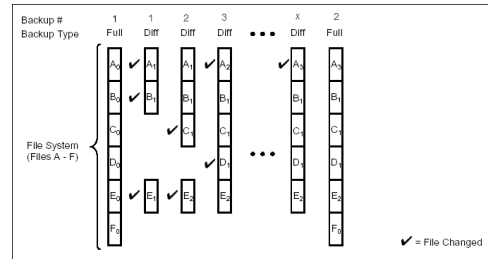 Backup # 1 1 2 3 x 2
Backup Type Full Diff Diff Diff ••• Diff Full
A₀ ✔ A₁ A₁ ✔ A₂ ✔ A₃ A₃
B₀ ✔ B₁ B₁ B₁ B₁ B₁
C₀ ✔ C₁ C₁ C₁ C₁
File System
(Files A - F)
D₀ ✔ D₁ ••• D₁ D₁
E₀ ✔ E₁ ✔ E₂ E₂ E₂ E₂
F₀ F₀
✔ = File Changed